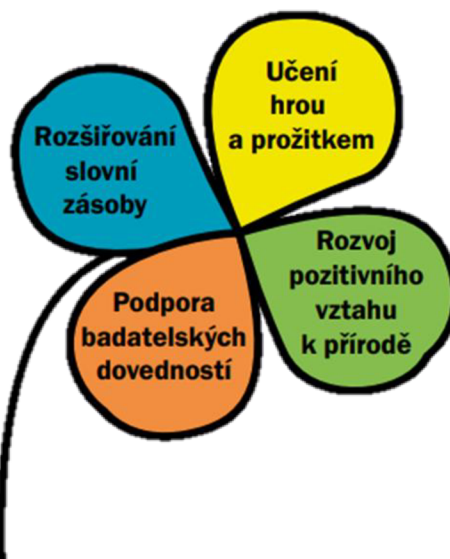 Učení
hrou
a prožitkem
Rozšiřování
slovní
zásoby
Rozvoj
pozitivního
vztahu
k přírodě
Podpora
badatelských
dovedností